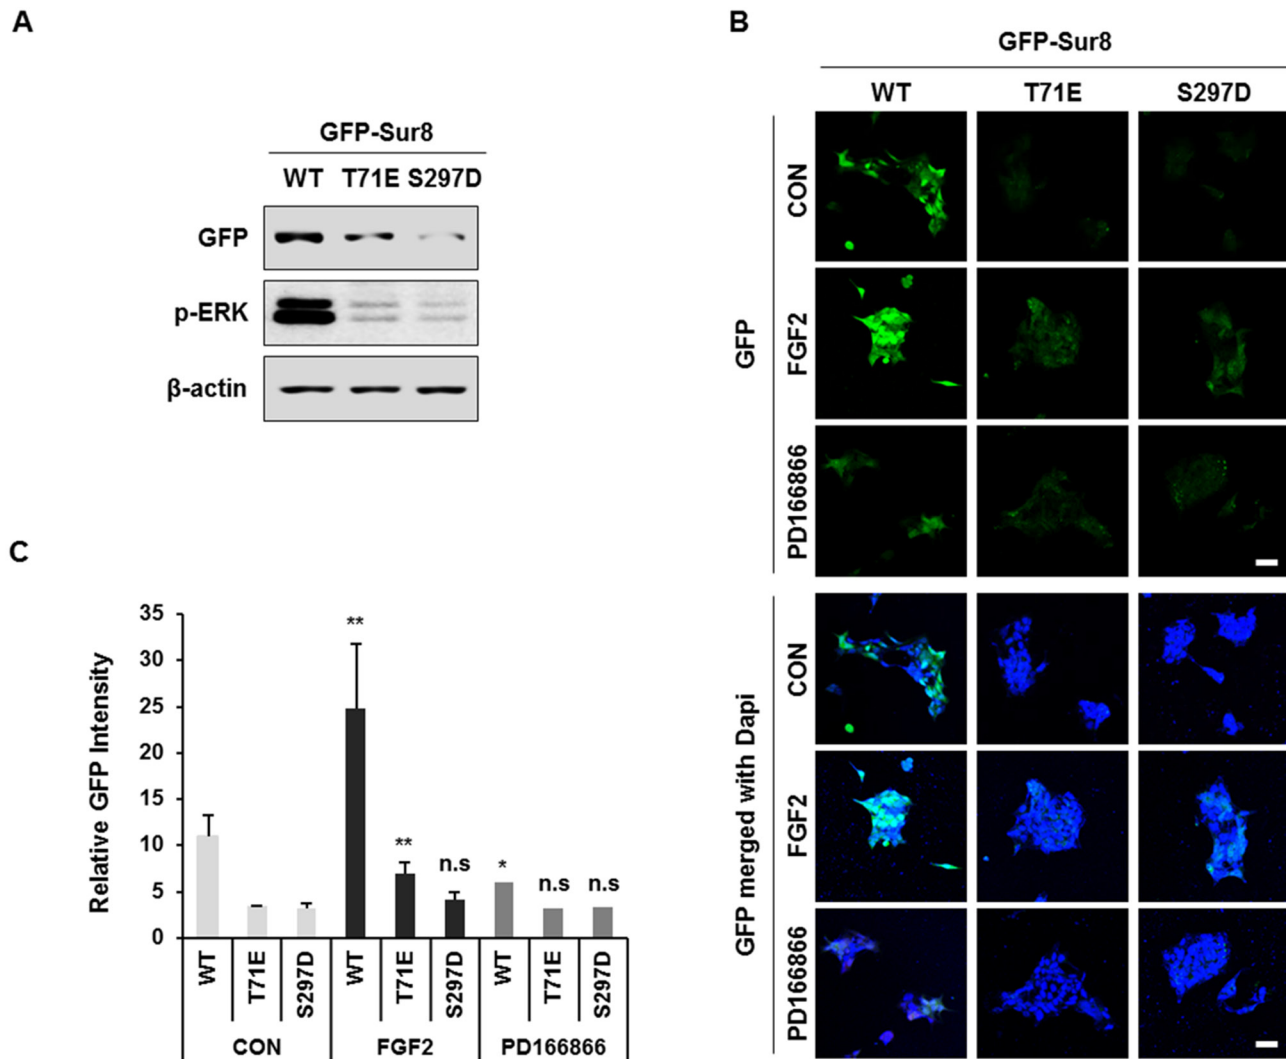 A
GFP-Sur8
WT T71E S297D
GFP
p-ERK
β-actin
B
GFP-Sur8
WT T71E S297D
GFP
CON
FGF2
PD166866
GFP merged with Dapi
CON
FGF2
PD166866
C
Relative GFP Intensity
35
30
25
20
15
10
5
0
**
**
n.s
*
n.s
n.s
WT T71E S297D WT T71E S297D WT T71E S297D
CON FGF2 PD166866